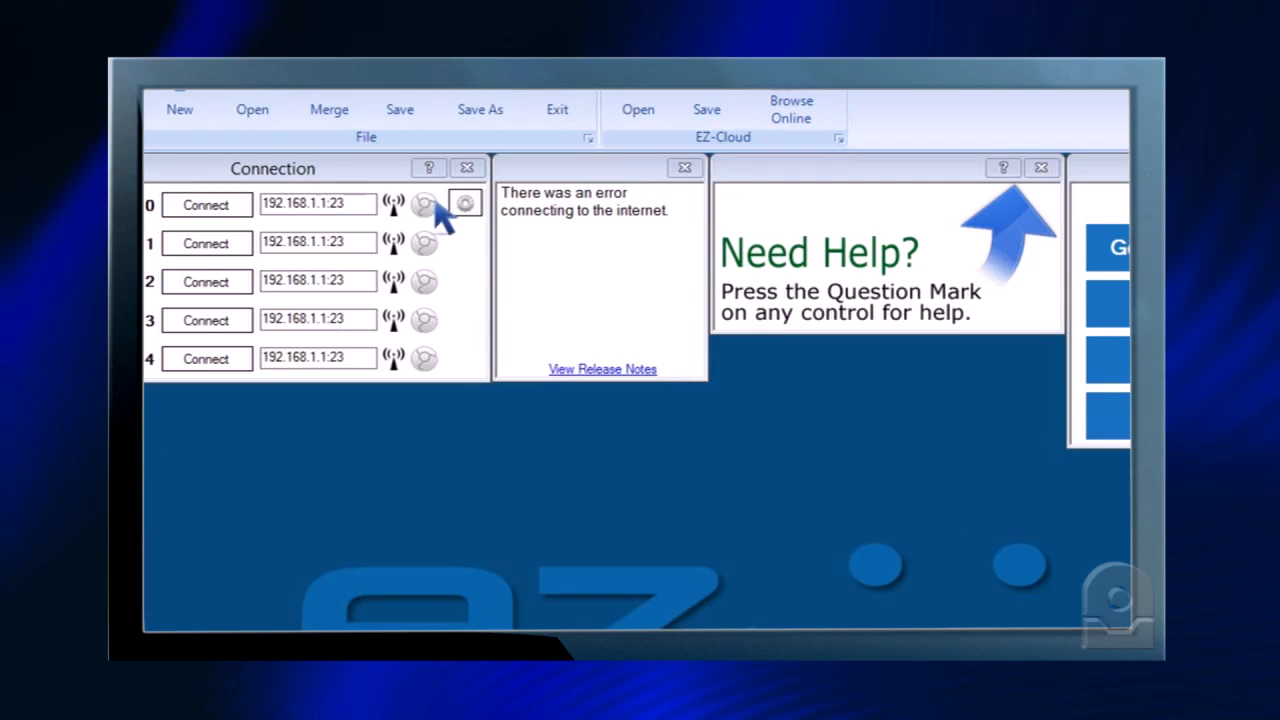 New Open Merge Save Save As Exit Open Save Browse Online
File EZ-Cloud
Connection ? ?
0 Connect 192.168.1.1:23
1 Connect 192.168.1.1:23
2 Connect 192.168.1.1:23
3 Connect 192.168.1.1:23
4 Connect 192.168.1.1:23
There was an error
connecting to the internet.
View Release Notes
Need Help?
Press the Question Mark
on any control for help.
ez